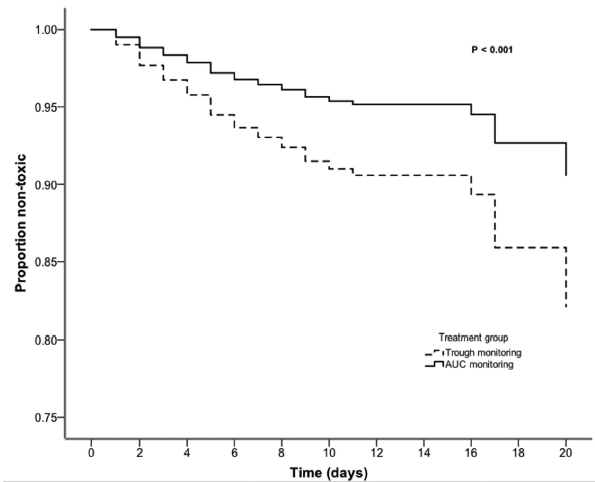 1.00
P < 0.001
0.95
0.90
0.85
0.80
0.75
Proportion non-toxic
Treatment group
Trough monitoring
AUC monitoring
0 2 4 6 8 10 12 14 16 18 20
Time (days)